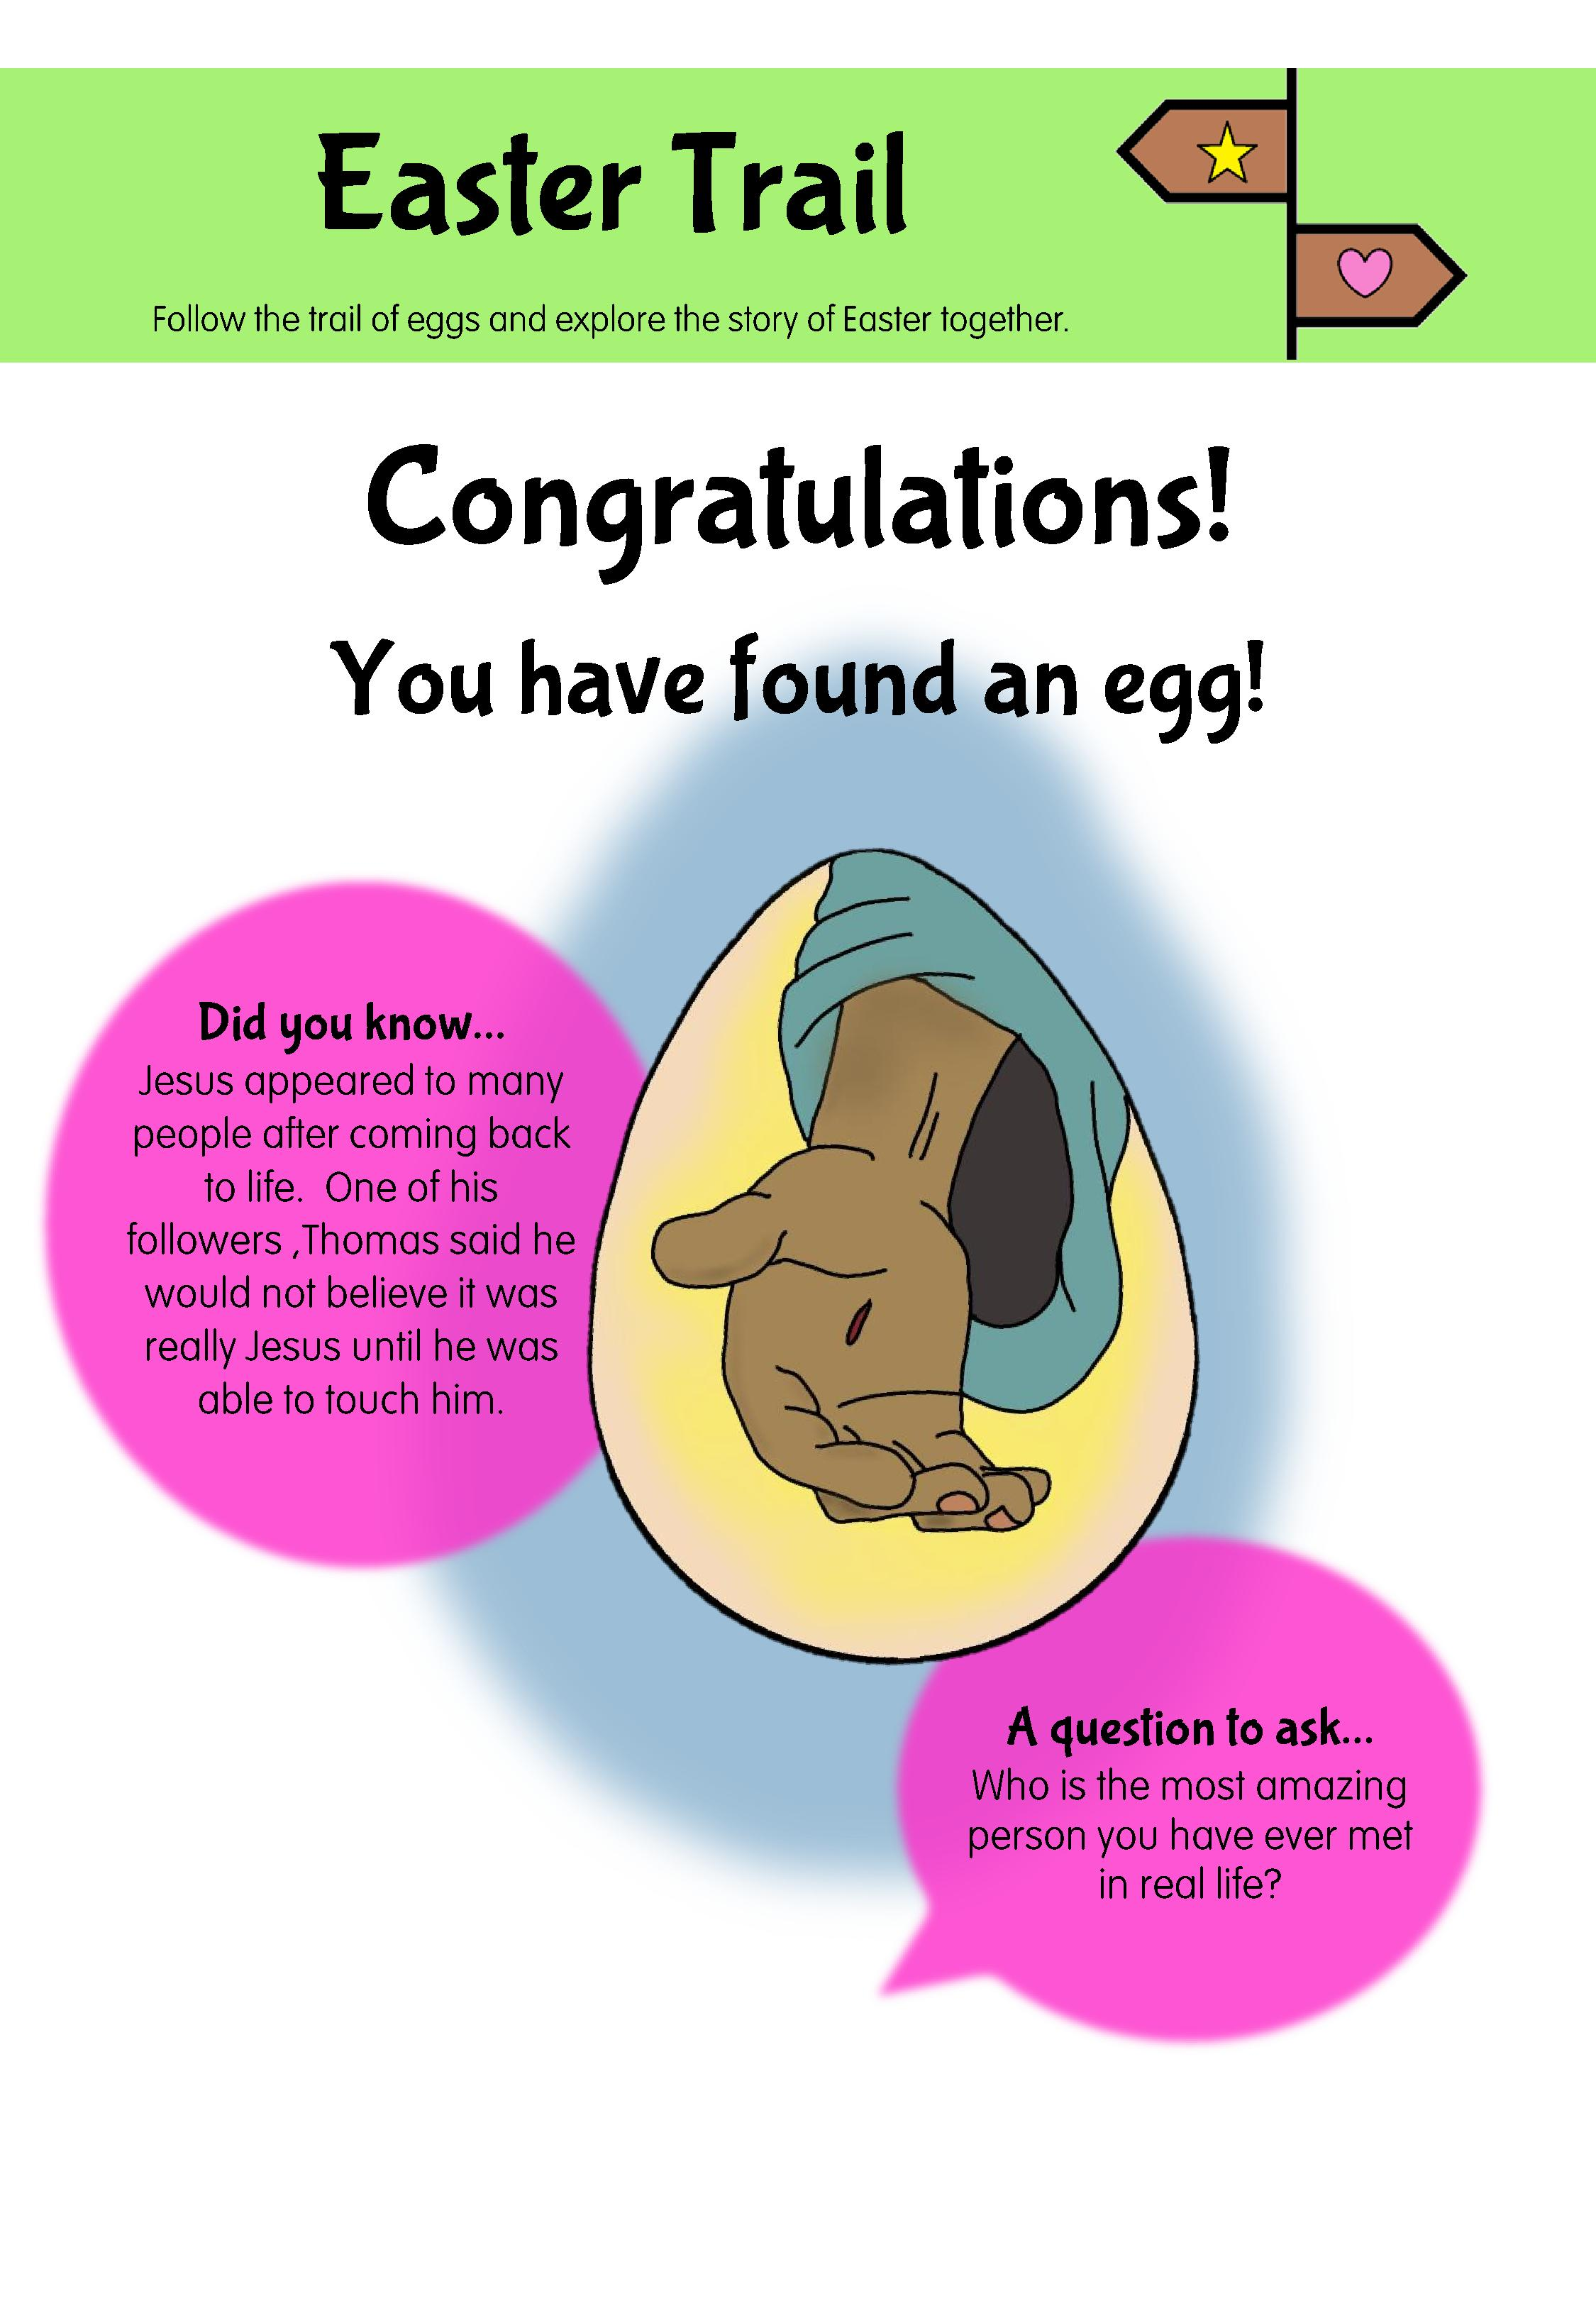 Easter Trail
Follow the trail of eggs and explore the story of Easter together.
Congratulations!
You have found an egg!
Did you know...
Jesus appeared to many
people after coming back
to life.  One of his
followers ,Thomas said he
would not believe it was
really Jesus until he was
able to touch him.
A question to ask...
Who is the most amazing
person you have ever met
in real life?